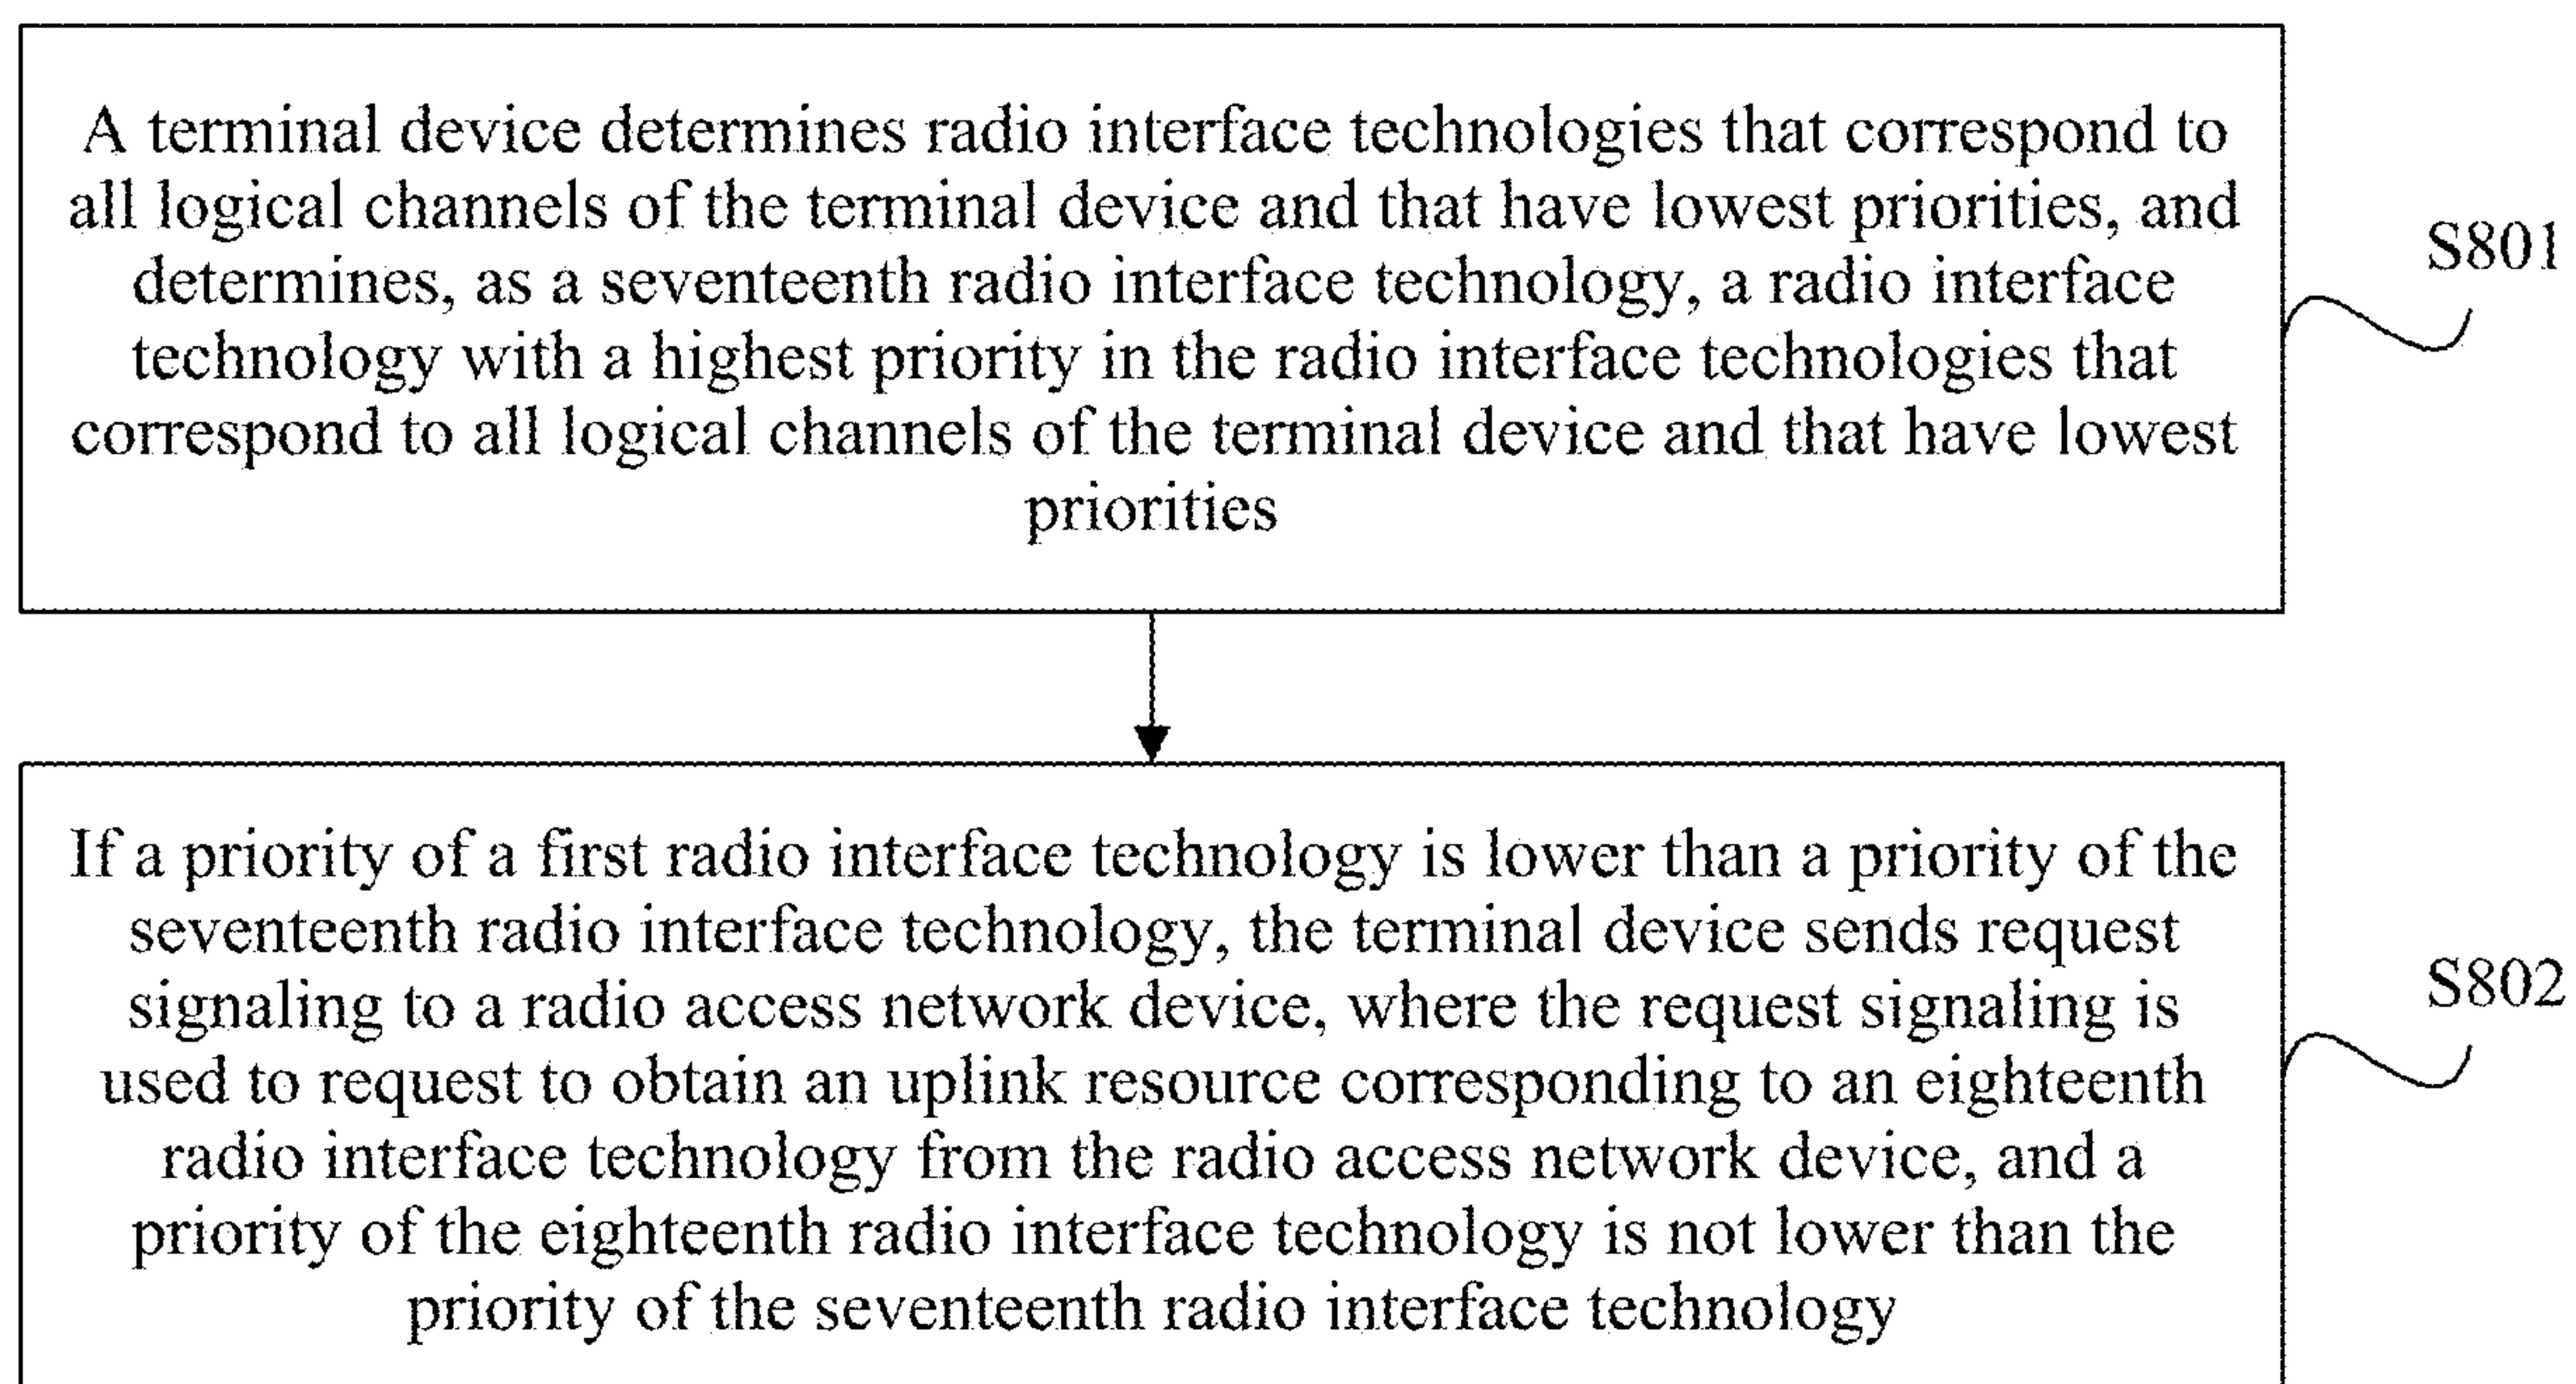 A terminal device determines radio interface technologies that correspond to
all logical channels of the terminal device and that have lowest priorities, and
determines, as a seventeenth radio interface technology, a radio interface
technology with a highest priority in the radio interface technologies that
correspond to all logical channels of the terminal device and that have lowest
priorities
S801
If a priority of a first radio interface technology is lower than a priority of the
seventeenth radio interface technology, the terminal device sends request
signaling to a radio access network device, where the request signaling is
used to request to obtain an uplink resource corresponding to an eighteenth
radio interface technology from the radio access network device, and a
priority of the eighteenth radio interface technology is not lower than the
priority of the seventeenth radio interface technology
S802